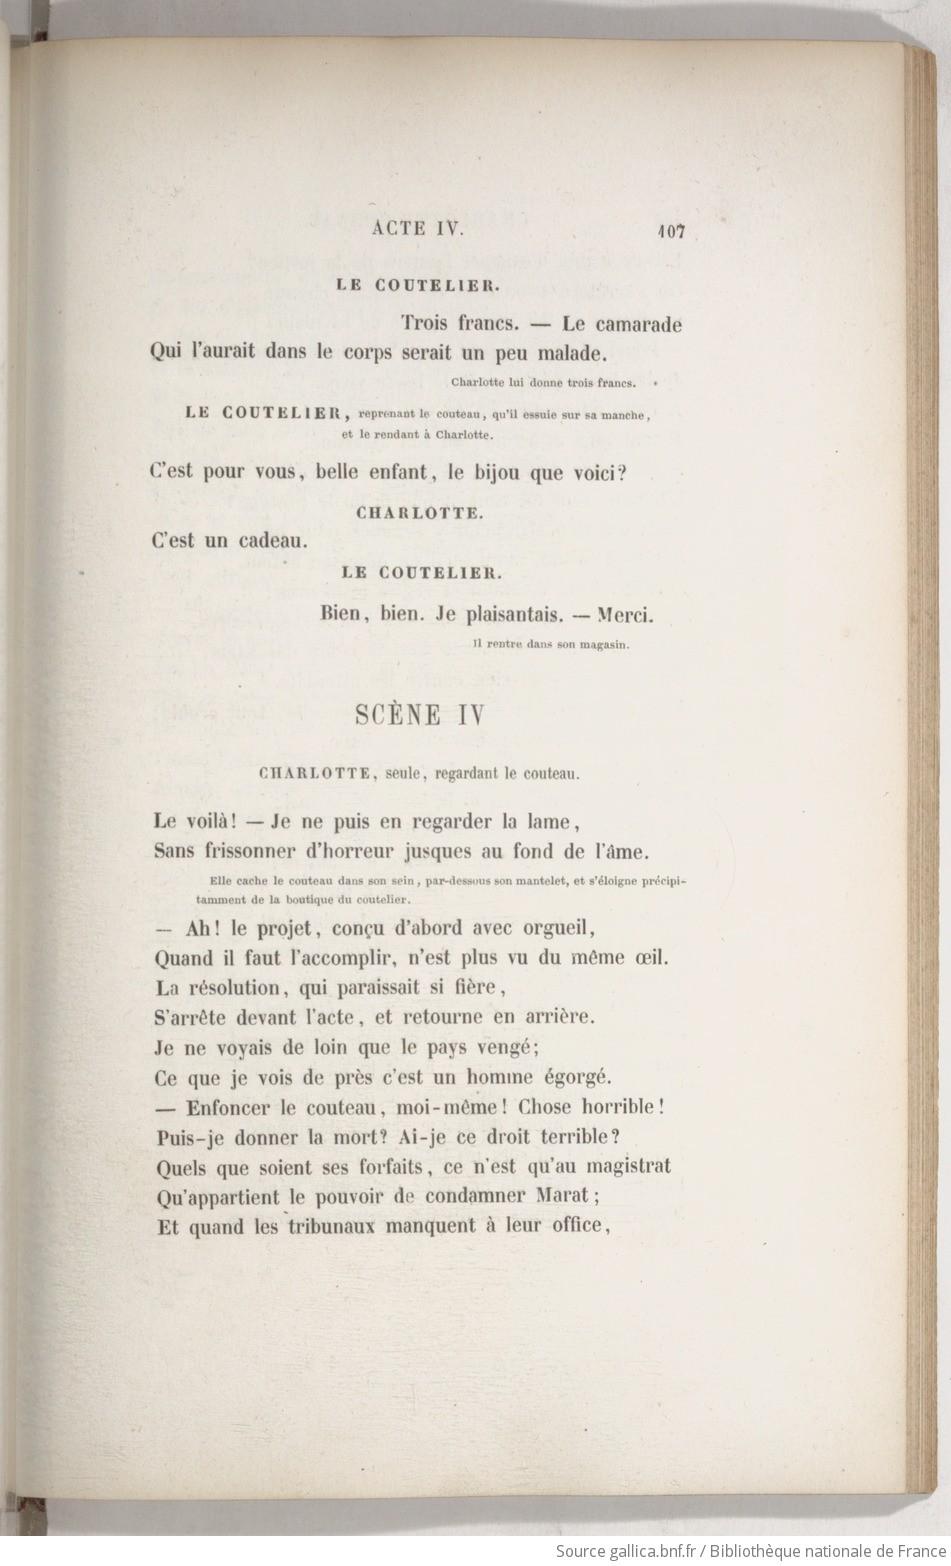 ACTE IV. 107
LE COUTELIER.
Trois francs. — Le camarade
Qui l'aurait dans le corps serait un peu malade.
Charlotte lui donne trois francs.
LE COUTELIER, reprenant le couteau, qu'il essuie sur sa manche,
et le rendant à Charlotte.
C'est pour vous, belle enfant, le bijou que voici?
CHARLOTTE.
C'est un cadeau.
LE COUTELIER.
Bien, bien. Je plaisantais. — Merci.
Il rentre dans son magasin.
SCÈNE IV
CHARLOTTE, seule, regardant le couteau.
Le voilà! — Je ne puis en regarder la lame,
Sans frissonner d'horreur jusques au fond de l'âme.
Elle cache le couteau dans son sein, par-dessous son mantelet, et s'éloigne précipi-
tamment de la boutique du coutelier.
— Ah! le projet, conçu d'abord avec orgueil,
Quand il faut l'accomplir, n'est plus vu du même œil.
La résolution, qui paraissait si fière,
S'arrête devant l'acte, et retourne en arrière.
Je ne voyais de loin que le pays vengé;
Ce que je vois de près c'est un homme égorgé.
— Enfoncer le couteau, moi-même! Chose horrible!
Puis-je donner la mort? Ai-je ce droit terrible?
Quels que soient ses forfaits, ce n'est qu'au magistrat
Qu'appartient le pouvoir de condamner Marat;
Et quand les tribunaux manquent à leur office,
Source gallica.bnf.fr / Bibliothèque nationale de France